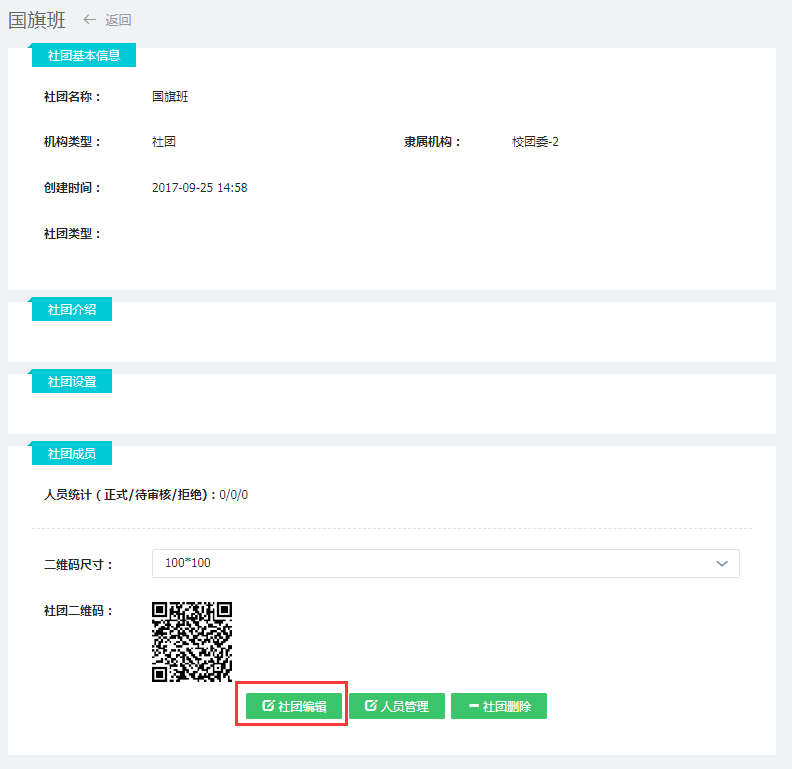 国旗班 ← 返回
社团基本信息
社团名称： 国旗班
机构类型： 社团 隶属机构： 校团委-2
创建时间： 2017-09-25 14:58
社团类型：
社团介绍
社团设置
社团成员
人员统计（正式/待审核/拒绝)：0/0/0
二维码尺寸： 100*100
社团二维码：
社团编辑 人员管理 社团删除